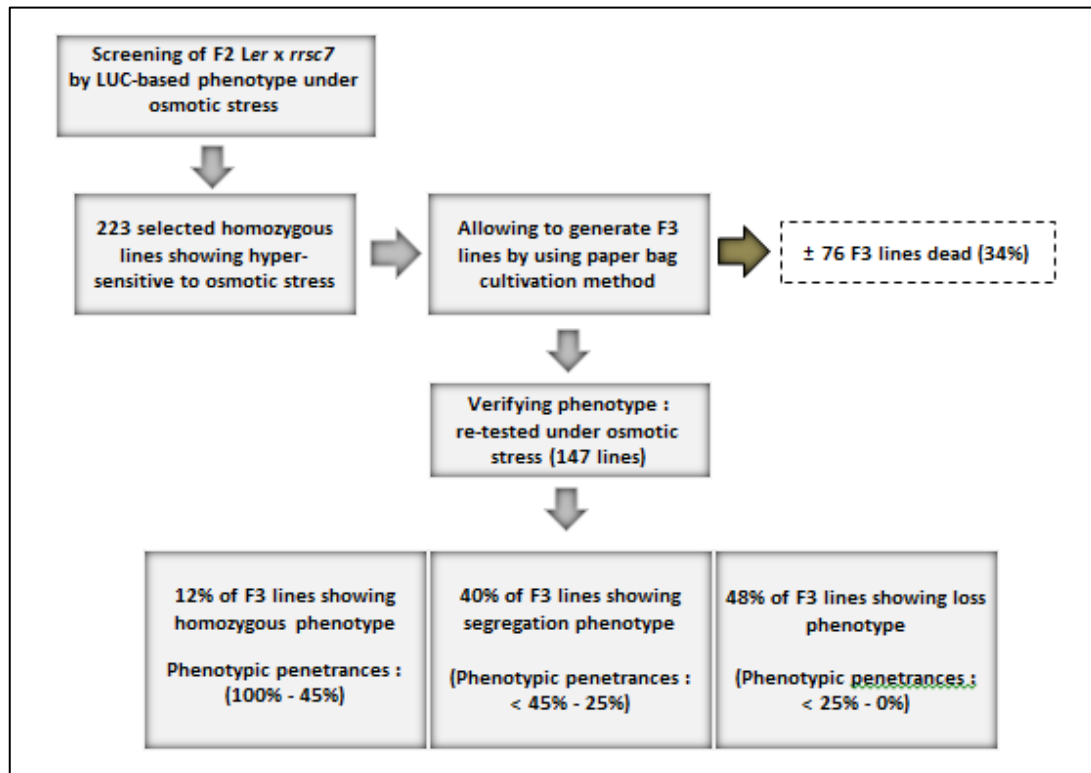 Screening of F2 Ler x rrsc7
by LUC-based phenotype under
osmotic stress
223 selected homozygous
lines showing hyper-
sensitive to osmotic stress
Allowing to generate F3
lines by using paper bag
cultivation method
± 76 F3 lines dead (34%)
Verifying phenotype :
re-tested under osmotic
stress (147 lines)
12% of F3 lines showing
homozygous phenotype
Phenotypic penetrances :
(100% - 45%)
40% of F3 lines showing
segregation phenotype
(Phenotypic penetrances :
< 45% - 25%)
48% of F3 lines showing loss
phenotype
(Phenotypic penetrances :
< 25% - 0%)